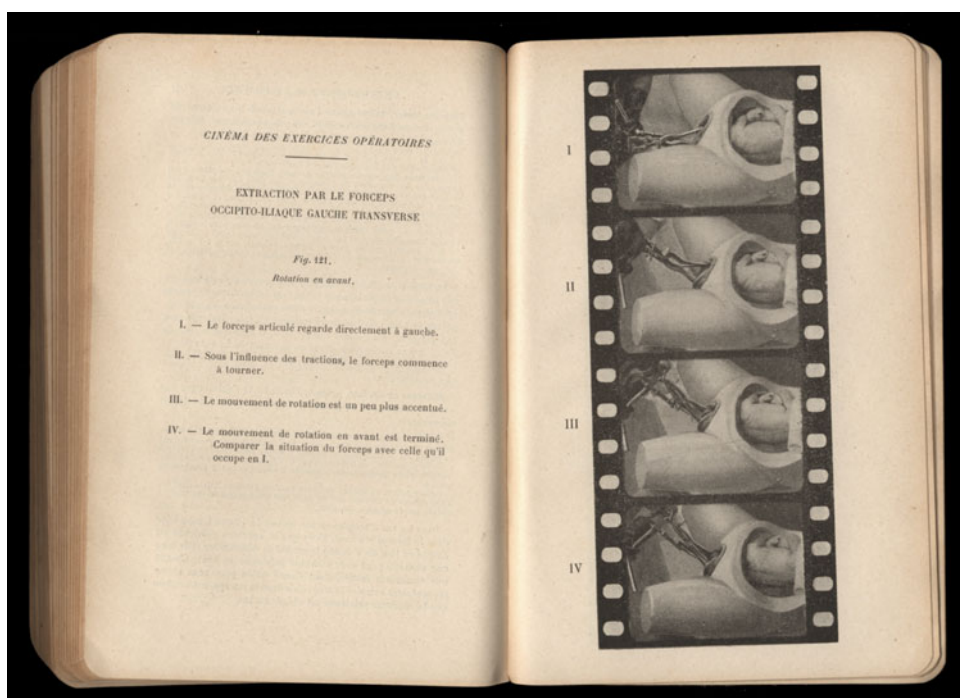 CINÉMA DES EXERCICES OPÉRATOIRES
EXTRACTION PAR LE FORCEPS
OCCIPITO-ILIAQUE GAUCHE TRANSVERSE
Fig. 121.
Rotation en avant.
I. — Le forceps articulé regarde directement à gauche.
II. — Sous l'influence des tractions, le forceps commence
à tourner.
III. — Le mouvement de rotation est un peu plus accentué.
IV. — Le mouvement de rotation en avant est terminé.
Comparer la situation du forceps avec celle qu'il
occupe en I.
I
II
III
IV